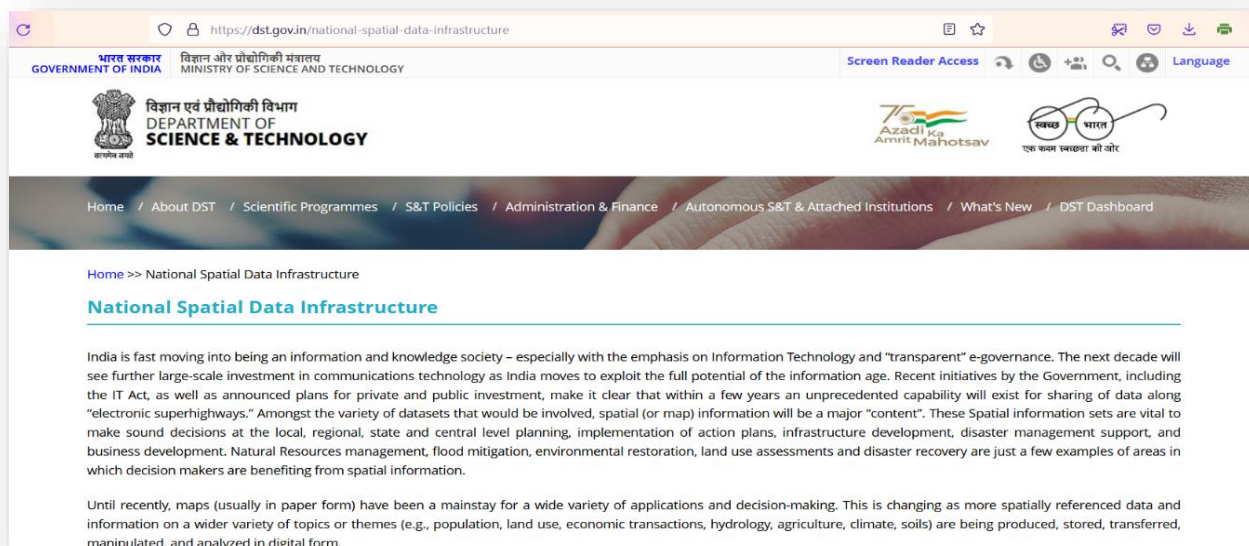 https://dst.gov.in/national-spatial-data-infrastructure
भारत सरकार
GOVERNMENT OF INDIA
विज्ञान और प्रौद्योगिकी मंत्रालय
MINISTRY OF SCIENCE AND TECHNOLOGY
Screen Reader Access
Language
विज्ञान एवं प्रौद्योगिकी विभाग
DEPARTMENT OF
SCIENCE & TECHNOLOGY
सत्यमेव जयते
75
Azadi Ka
Amrit Mahotsav
स्वच्छ भारत
एक कदम स्वच्छता की ओर
Home / About DST / Scientific Programmes / S&T Policies / Administration & Finance / Autonomous S&T & Attached Institutions / What's New / DST Dashboard
Home >> National Spatial Data Infrastructure
National Spatial Data Infrastructure
India is fast moving into being an information and knowledge society – especially with the emphasis on Information Technology and “transparent” e-governance. The next decade will
see further large-scale investment in communications technology as India moves to exploit the full potential of the information age. Recent initiatives by the Government, including
the IT Act, as well as announced plans for private and public investment, make it clear that within a few years an unprecedented capability will exist for sharing of data along
“electronic superhighways.” Amongst the variety of datasets that would be involved, spatial (or map) information will be a major “content”. These Spatial information sets are vital to
make sound decisions at the local, regional, state and central level planning, implementation of action plans, infrastructure development, disaster management support, and
business development. Natural Resources management, flood mitigation, environmental restoration, land use assessments and disaster recovery are just a few examples of areas in
which decision makers are benefiting from spatial information.
Until recently, maps (usually in paper form) have been a mainstay for a wide variety of applications and decision-making. This is changing as more spatially referenced data and
information on a wider variety of topics or themes (e.g., population, land use, economic transactions, hydrology, agriculture, climate, soils) are being produced, stored, transferred,
manipulated, and analyzed in digital form.